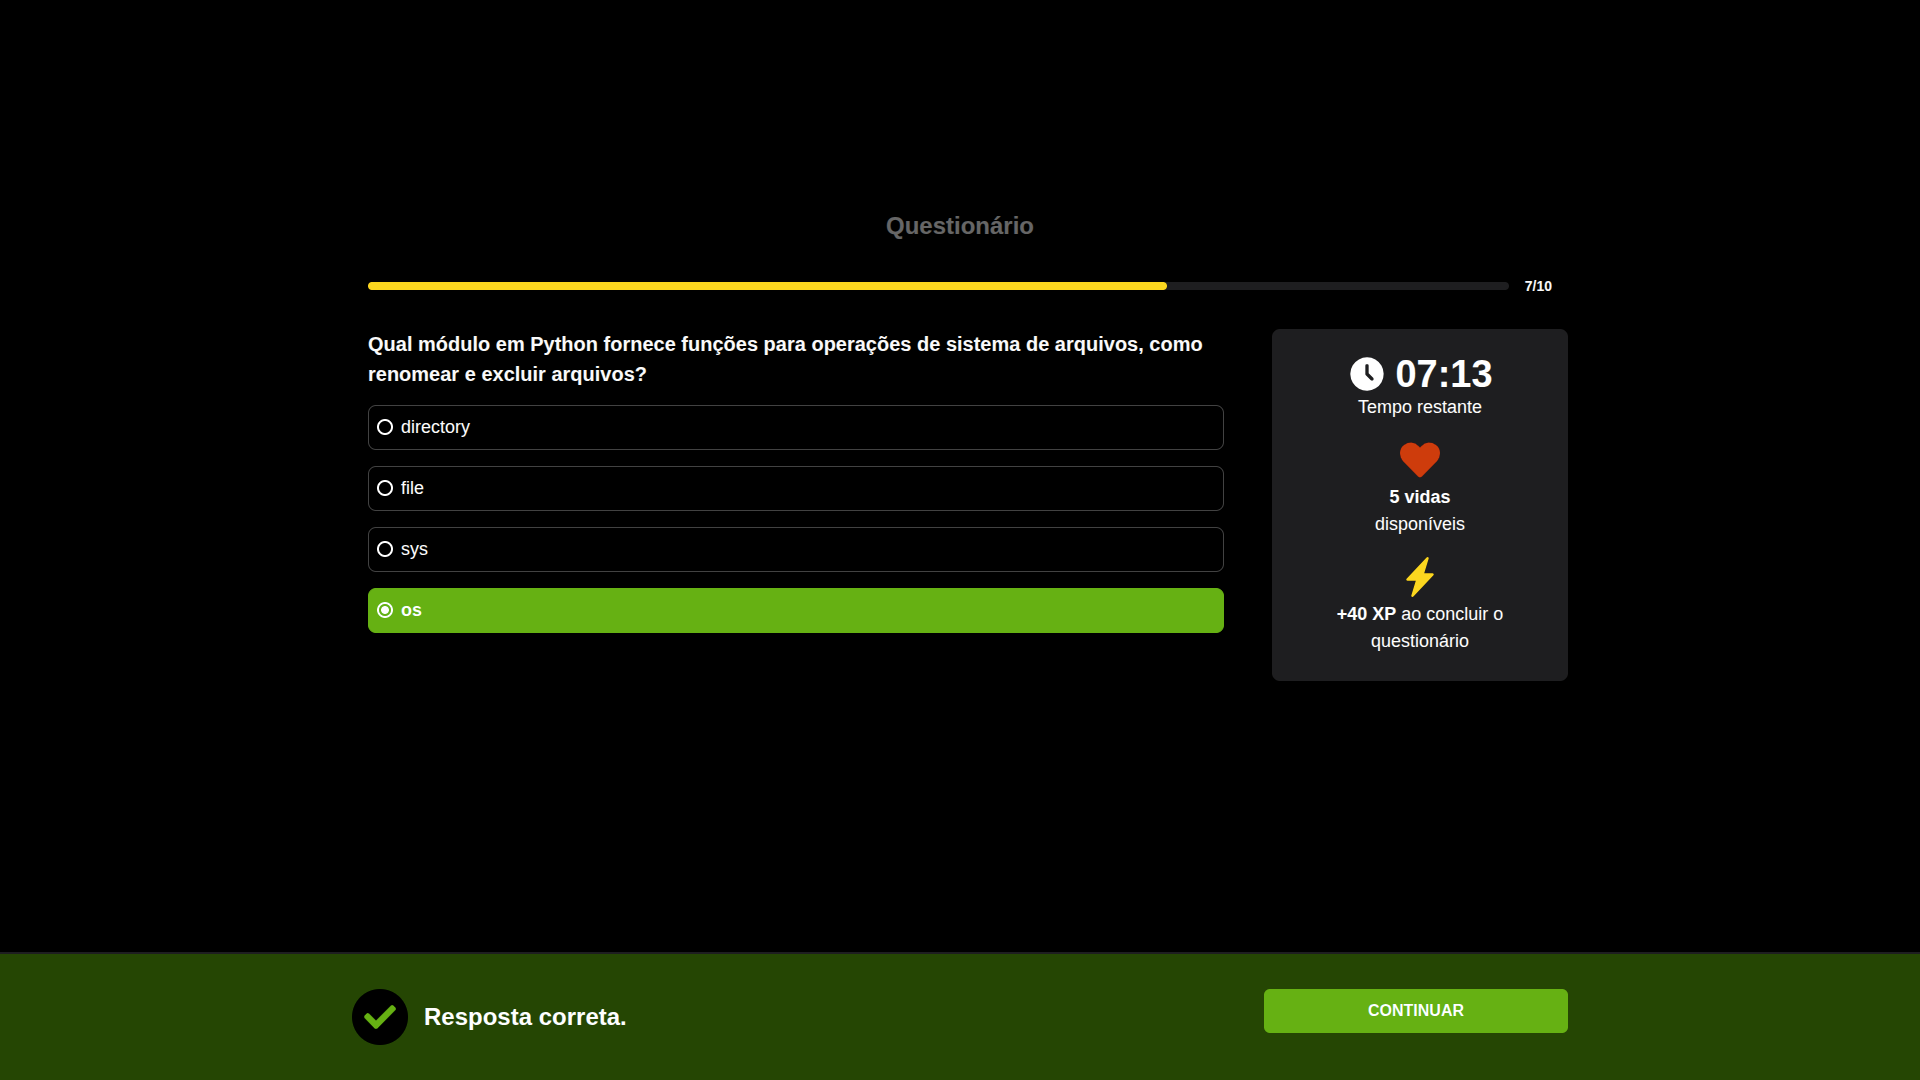 Questionário
7/10
Qual módulo em Python fornece funções para operações de sistema de arquivos, como
renomear e excluir arquivos?
directory
file
sys
os
07:13
Tempo restante
5 vidas
disponíveis
+40 XP ao concluir o
questionário
Resposta correta.
CONTINUAR